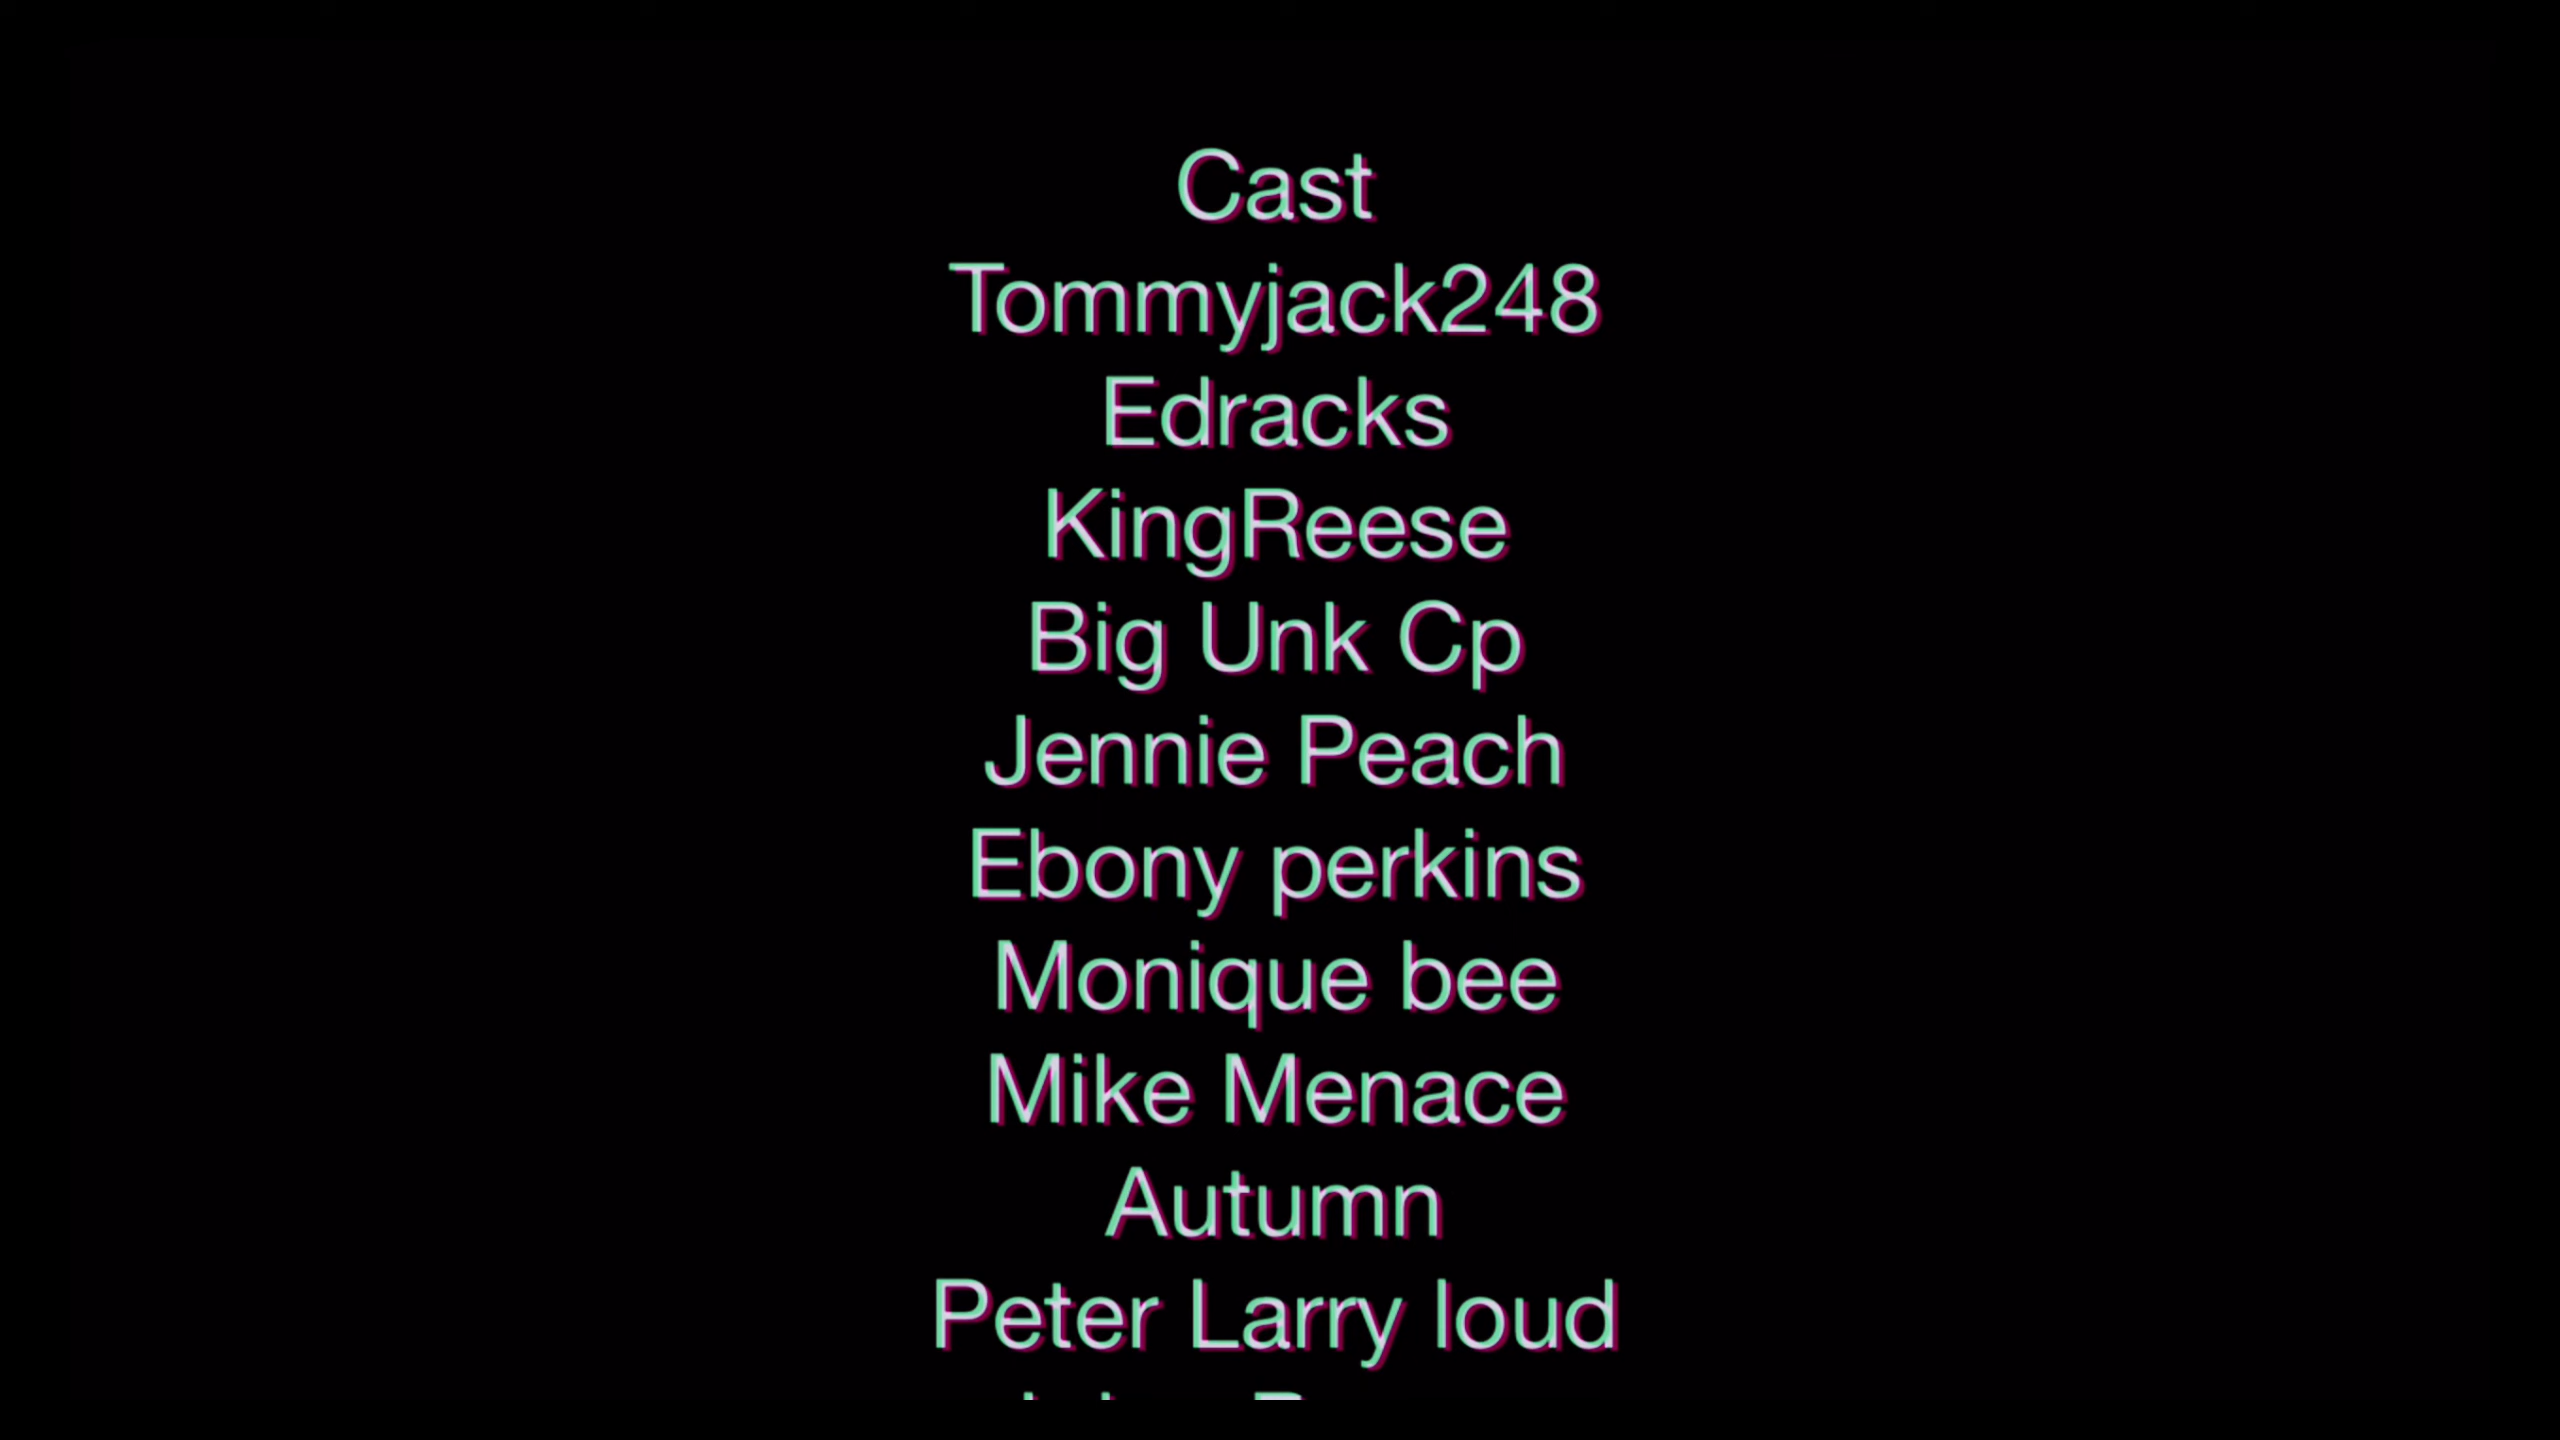 Cast
Tommyjack248
Edracks
KingReese
Big Unk Cp
Jennie Peach
Ebony perkins
Monique bee
Mike Menace
Autumn
Peter Larry loud